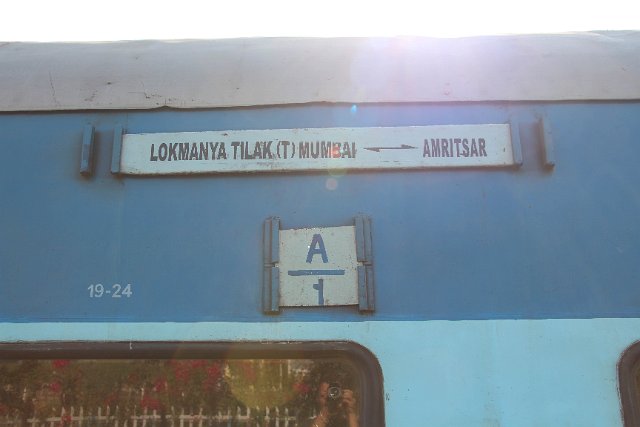 LOKMANYA TILAK (T) MUMBAI AMRITSAR
A
1
19-24